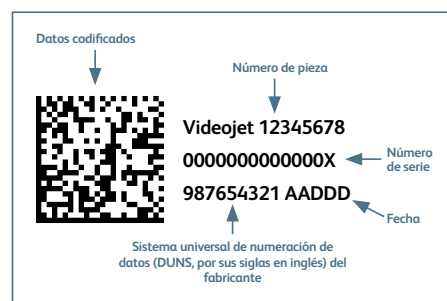 Datos codificados
Número de pieza
Videojet 12345678
0000000000000X
Número
de serie
987654321 AADDD
Fecha
Sistema universal de numeración de
datos (DUNS, por sus siglas en inglés) del
fabricante